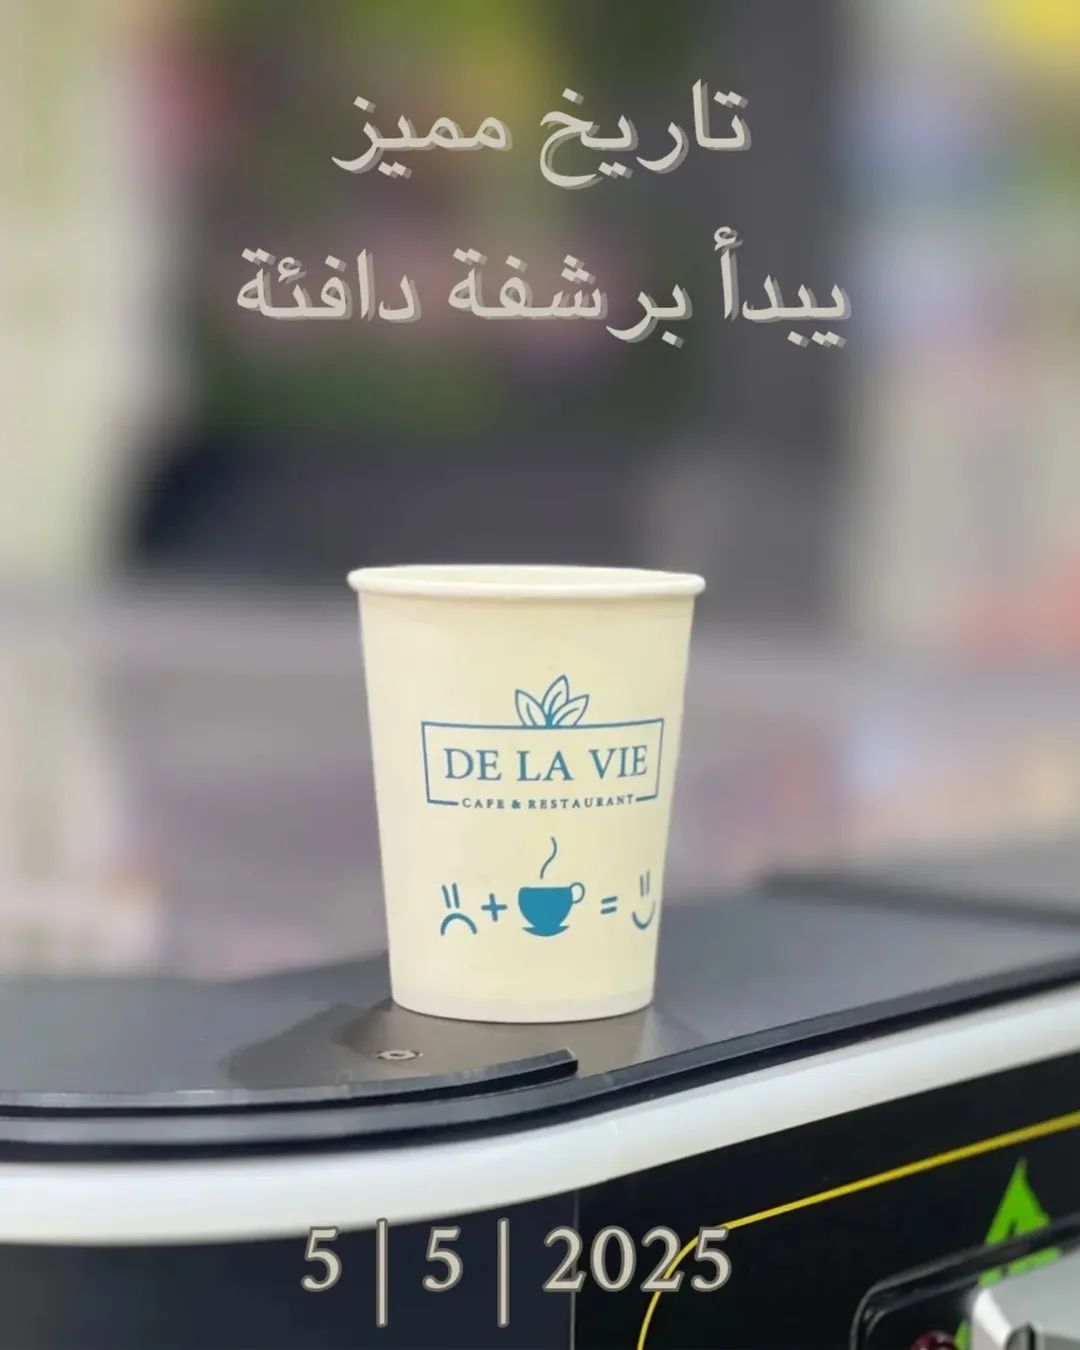 تاريخ مميز
يبدأ برشفة دافئة
DE LA VIE
CAFE & RESTAURANT
+ =
5 | 5 | 2025